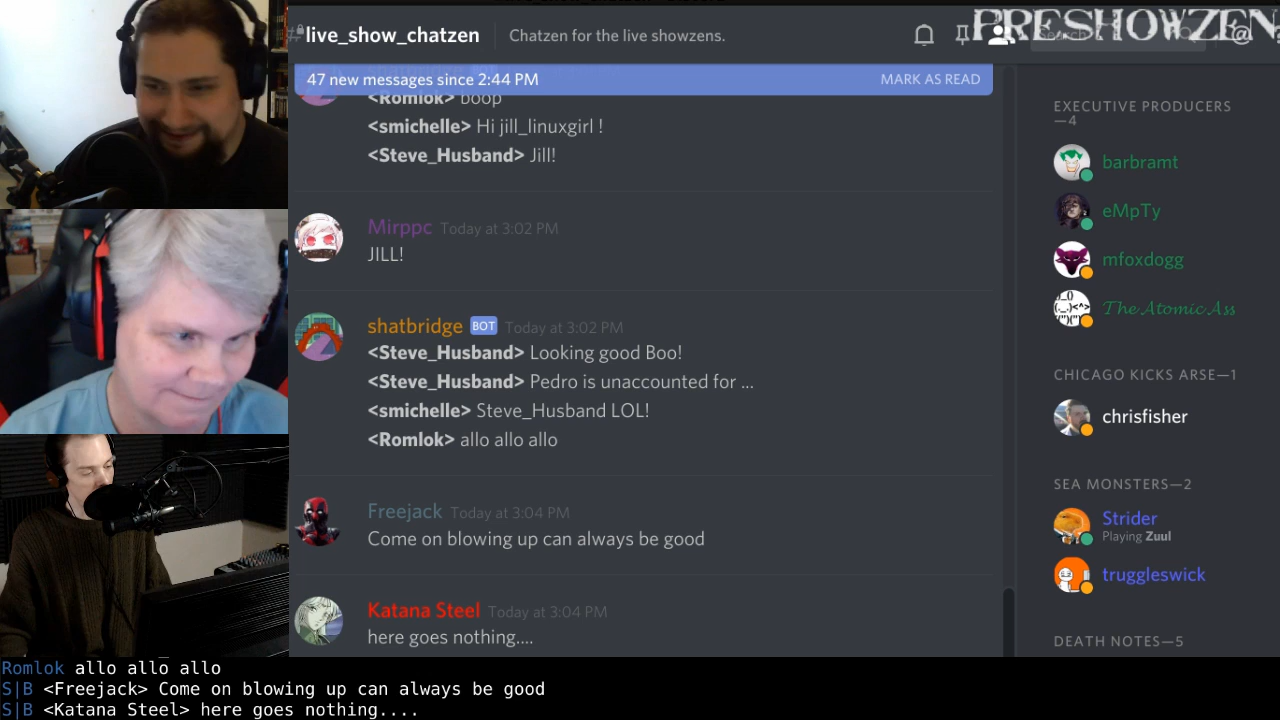 #live_show_chatzen
Chatzen for the live showzens.
PRESHOWZEN
Search
47 new messages since 2:44 PM
MARK AS READ
<Romlok> boop
<smichelle> Hi jill_linuxgirl !
<Steve_Husband> Jill!
Mirppc Today at 3:02 PM
JILL!
shatbridge BOT Today at 3:02 PM
<Steve_Husband> Looking good Boo!
<Steve_Husband> Pedro is unaccounted for ...
<smichelle> Steve_Husband LOL!
<Romlok> allo allo allo
Freejack Today at 3:04 PM
Come on blowing up can always be good
Katana Steel Today at 3:04 PM
here goes nothing....
EXECUTIVE PRODUCERS
—4
barbramt
eMpTy
mfoxdogg
TheAtomicAss
CHICAGO KICKS ARSE—1
chrisfisher
SEA MONSTERS—2
Strider
Playing Zuul
truggleswick
DEATH NOTES—5
Romlok allo allo allo
S|B <Freejack> Come on blowing up can always be good
S|B <Katana Steel> here goes nothing....